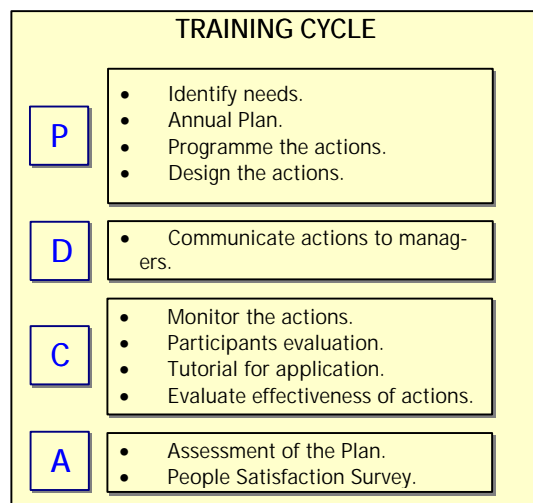 TRAINING CYCLE
P
• Identify needs.
• Annual Plan.
• Programme the actions.
• Design the actions.
D
• Communicate actions to manag-
ers.
C
• Monitor the actions.
• Participants evaluation.
• Tutorial for application.
• Evaluate effectiveness of actions.
A
• Assessment of the Plan.
• People Satisfaction Survey.